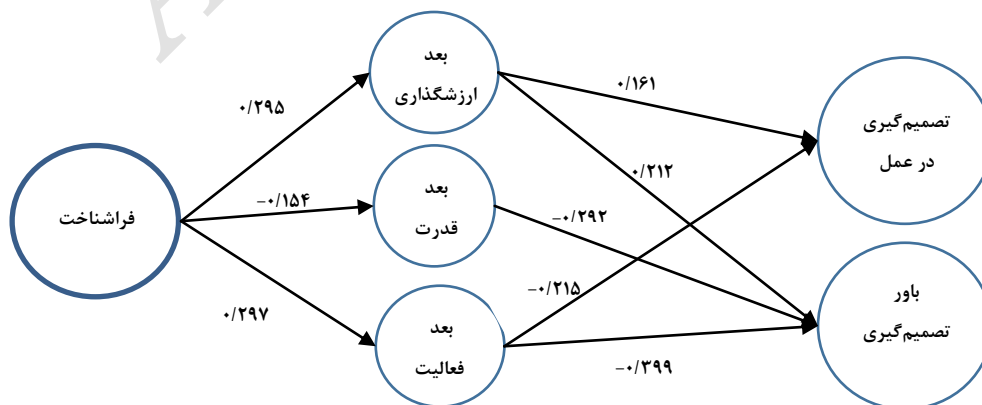 فراشناخت
۰/۲۹۵
-۰/۱۵۴
۰/۲۹۷
بعد
ارزشگذاری
بعد
قدرت
بعد
فعالیت
۰/۱۶۱
۰/۲۱۲
-۰/۲۹۲
-۰/۲۱۵
-۰/۳۹۹
تصمیم‌گیری
در عمل
باور
تصمیم‌گیری